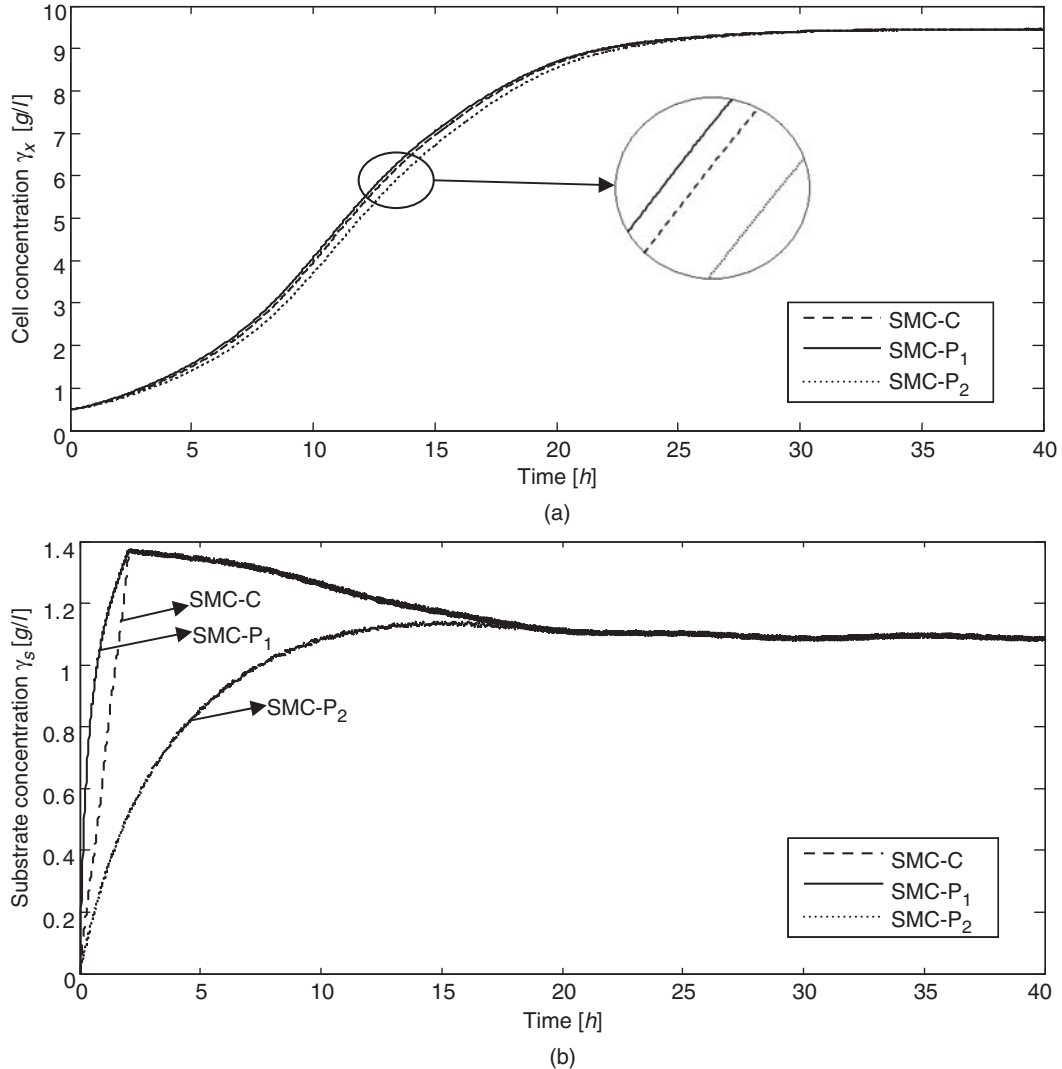 10
9
8
7
6
5
4
3
2
1
0
Cell concentration γx [g/l]
SMC-C
SMC-P1
SMC-P2
0 5 10 15 20 25 30 35 40
Time [h]
(a)
1.4
1.2
1
0.8
0.6
0.4
0.2
0
Substrate concentration γs [g/l]
SMC-C
SMC-P1
SMC-P2
SMC-C
SMC-P1
SMC-P2
0 5 10 15 20 25 30 35 40
Time [h]
(b)